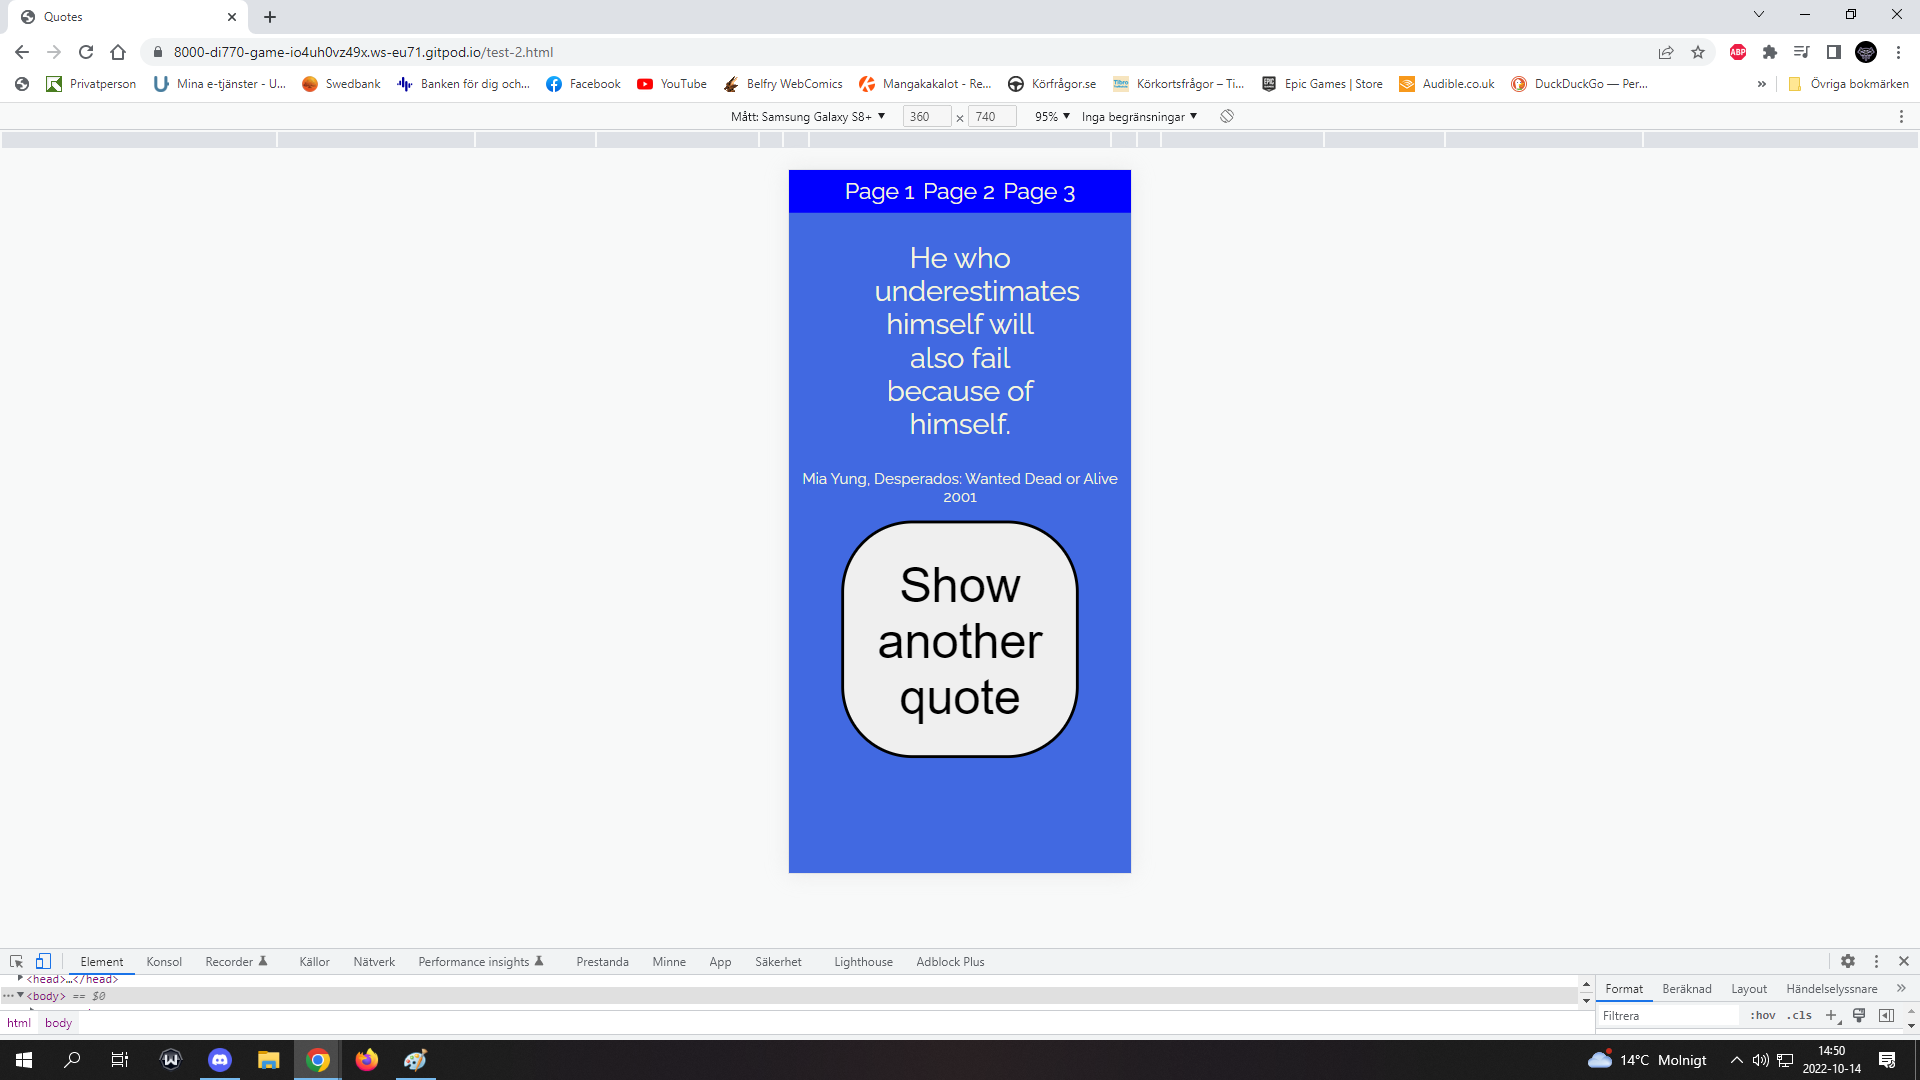 Quotes
8000-di770-game-io4uh0vz49x.ws-eu71.gitpod.io/test-2.html
ABP
Privatperson
Mina e-tjänster - U...
Swedbank
Banken för dig och...
Facebook
YouTube
Belfry WebComics
Mangakakalot - Re...
Körfrågor.se
Körkortsfrågor – Ti...
Epic Games | Store
Audible.co.uk
DuckDuckGo — Per...
»
Övriga bokmärken
Mått: Samsung Galaxy S8+ 360 × 740 95% Inga begränsningar
Page 1 Page 2 Page 3
He who
underestimates
himself will
also fail
because of
himself.
Mia Yung, Desperados: Wanted Dead or Alive
2001
Show
another
quote
Element Konsol Recorder Källor Nätverk Performance insights Prestanda Minne App Säkerhet Lighthouse Adblock Plus
<head>…</head>
<body> == $0
html body
Format Beräknad Layout Händelselyssnare »
Filtrera :hov .cls
14°C Molnigt
14:50
2022-10-14